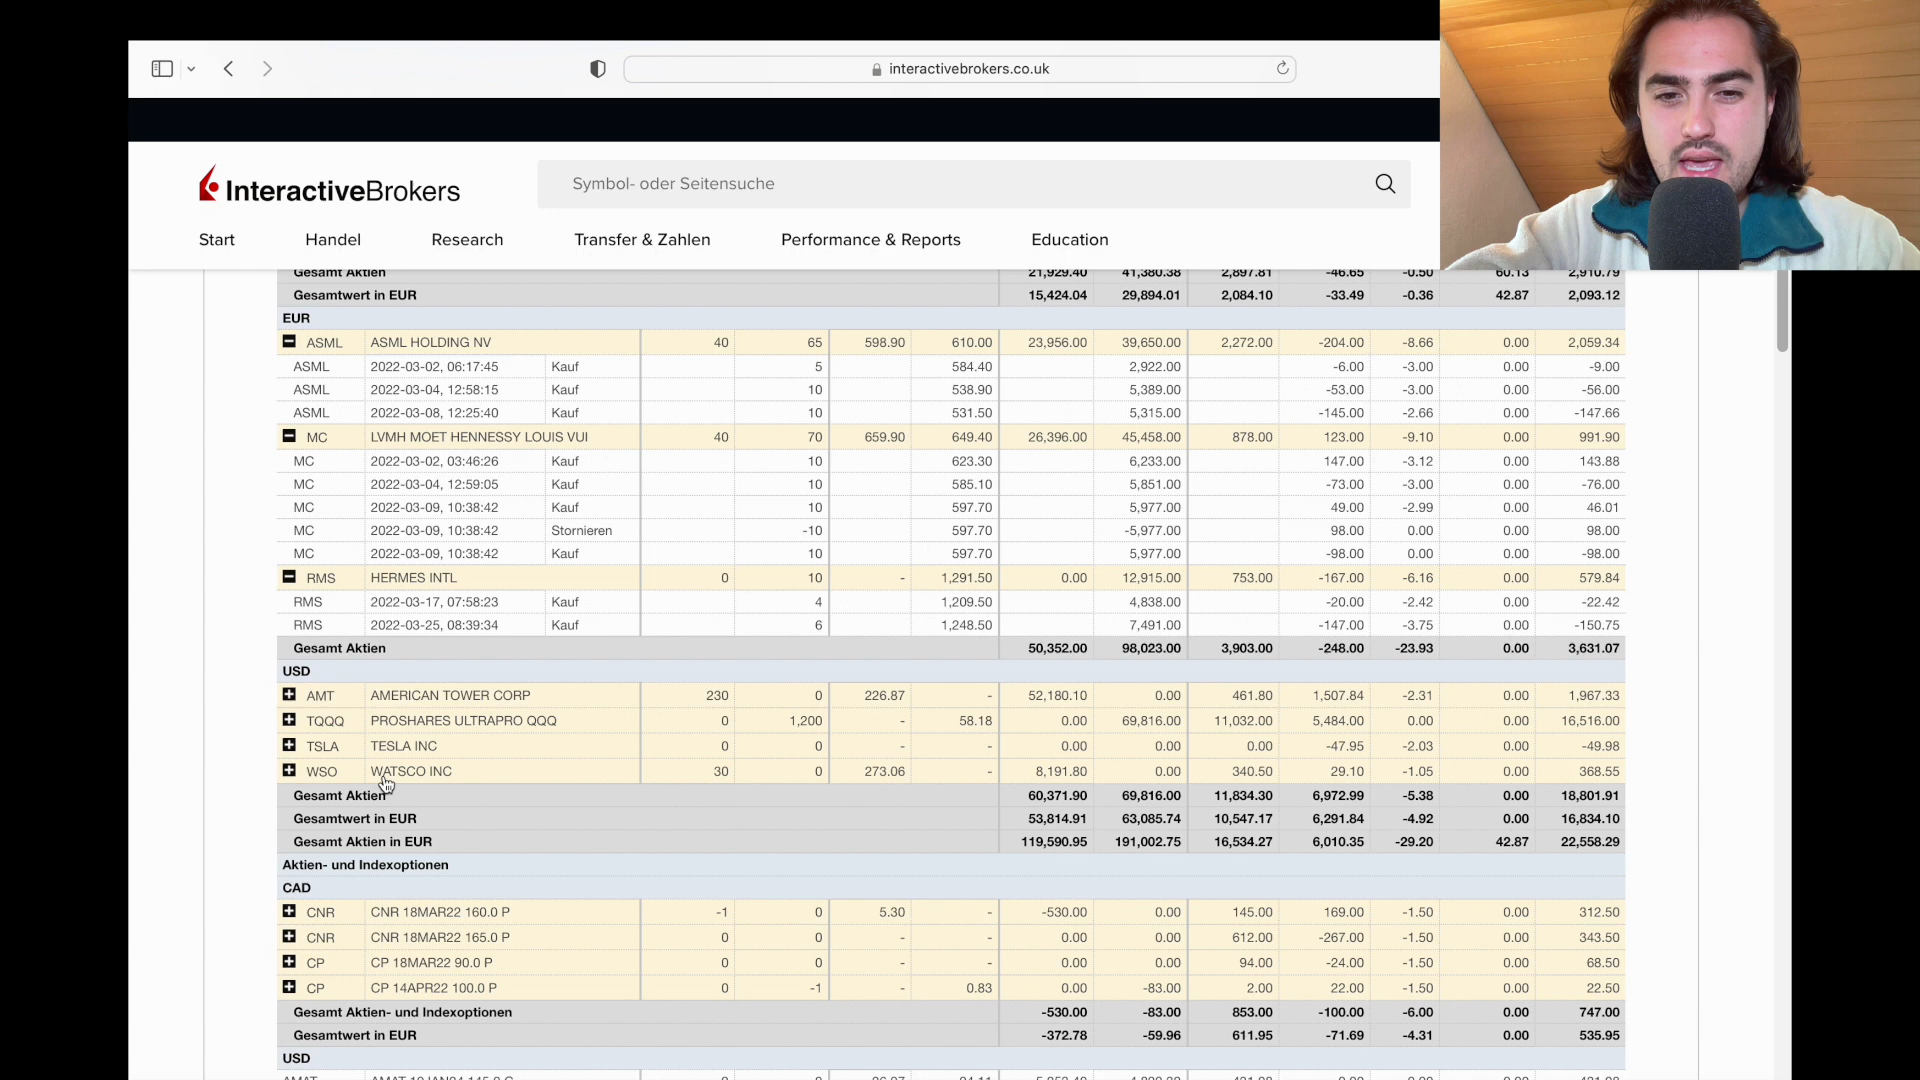 interactivebrokers.co.uk
InteractiveBrokers
Symbol- oder Seitensuche
Start Handel Research Transfer & Zahlen Performance & Reports Education
Gesamt Aktien 21,929.40 41,380.38 2,897.81 -46.65 -0.50 60.13 2,910.79
Gesamtwert in EUR 15,424.04 29,894.01 2,084.10 -33.49 -0.36 42.87 2,093.12
EUR
ASML ASML HOLDING NV 40 65 598.90 610.00 23,956.00 39,650.00 2,272.00 -204.00 -8.66 0.00 2,059.34
ASML 2022-03-02, 06:17:45 Kauf 5 584.40 2,922.00 -6.00 -3.00 0.00 -9.00
ASML 2022-03-04, 12:58:15 Kauf 10 538.90 5,389.00 -53.00 -3.00 0.00 -56.00
ASML 2022-03-08, 12:25:40 Kauf 10 531.50 5,315.00 -145.00 -2.66 0.00 -147.66
MC LVMH MOET HENNESSY LOUIS VUI 40 70 659.90 649.40 26,396.00 45,458.00 878.00 123.00 -9.10 0.00 991.90
MC 2022-03-02, 03:46:26 Kauf 10 623.30 6,233.00 147.00 -3.12 0.00 143.88
MC 2022-03-04, 12:59:05 Kauf 10 585.10 5,851.00 -73.00 -3.00 0.00 -76.00
MC 2022-03-09, 10:38:42 Kauf 10 597.70 5,977.00 49.00 -2.99 0.00 46.01
MC 2022-03-09, 10:38:42 Stornieren -10 597.70 -5,977.00 98.00 0.00 0.00 98.00
MC 2022-03-09, 10:38:42 Kauf 10 597.70 5,977.00 -98.00 0.00 0.00 -98.00
RMS HERMES INTL 0 10 - 1,291.50 0.00 12,915.00 753.00 -167.00 -6.16 0.00 579.84
RMS 2022-03-17, 07:58:23 Kauf 4 1,209.50 4,838.00 -20.00 -2.42 0.00 -22.42
RMS 2022-03-25, 08:39:34 Kauf 6 1,248.50 7,491.00 -147.00 -3.75 0.00 -150.75
Gesamt Aktien 50,352.00 98,023.00 3,903.00 -248.00 -23.93 0.00 3,631.07
USD
AMT AMERICAN TOWER CORP 230 0 226.87 - 52,180.10 0.00 461.80 1,507.84 -2.31 0.00 1,967.33
TQQQ PROSHARES ULTRAPRO QQQ 0 1,200 - 58.18 0.00 69,816.00 11,032.00 5,484.00 0.00 0.00 16,516.00
TSLA TESLA INC 0 0 - - 0.00 0.00 0.00 -47.95 -2.03 0.00 -49.98
WSO WATSCO INC 30 0 273.06 - 8,191.80 0.00 340.50 29.10 -1.05 0.00 368.55
Gesamt Aktien 60,371.90 69,816.00 11,834.30 6,972.99 -5.38 0.00 18,801.91
Gesamtwert in EUR 53,814.91 63,085.74 10,547.17 6,291.84 -4.92 0.00 16,834.10
Gesamt Aktien in EUR 119,590.95 191,002.75 16,534.27 6,010.35 -29.20 42.87 22,558.29
Aktien- und Indexoptionen
CAD
CNR CNR 18MAR22 160.0 P -1 0 5.30 - -530.00 0.00 145.00 169.00 -1.50 0.00 312.50
CNR CNR 18MAR22 165.0 P 0 0 - - 0.00 0.00 612.00 -267.00 -1.50 0.00 343.50
CP CP 18MAR22 90.0 P 0 0 - - 0.00 0.00 94.00 -24.00 -1.50 0.00 68.50
CP CP 14APR22 100.0 P 0 -1 - 0.83 0.00 -83.00 2.00 22.00 -1.50 0.00 22.50
Gesamt Aktien- und Indexoptionen -530.00 -83.00 853.00 -100.00 -6.00 0.00 747.00
Gesamtwert in EUR -372.78 -59.96 611.95 -71.69 -4.31 0.00 535.95
USD